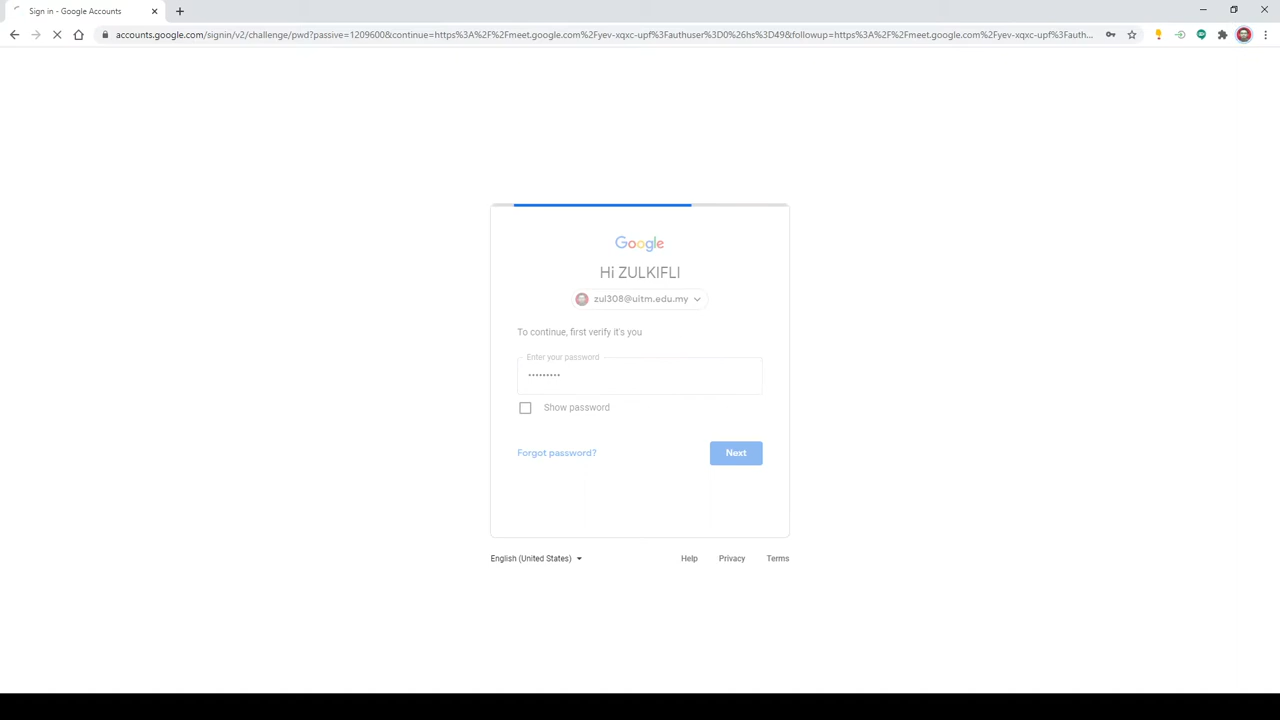 Sign in - Google Accounts
accounts.google.com/signin/v2/challenge/pwd?passive=1209600&continue=https%3A%2F%2Fmeet.google.com%2Fyev-xqxc-upf%3Fauthuser%3D0%26hs%3D49&followup=https%3A%2F%2Fmeet.google.com%2Fyev-xqxc-upf%3Fauth...
Google
Hi ZULKIFLI
zul308@uitm.edu.my
To continue, first verify it's you
Enter your password
•••••••••
Show password
Forgot password? Next
English (United States) Help Privacy Terms